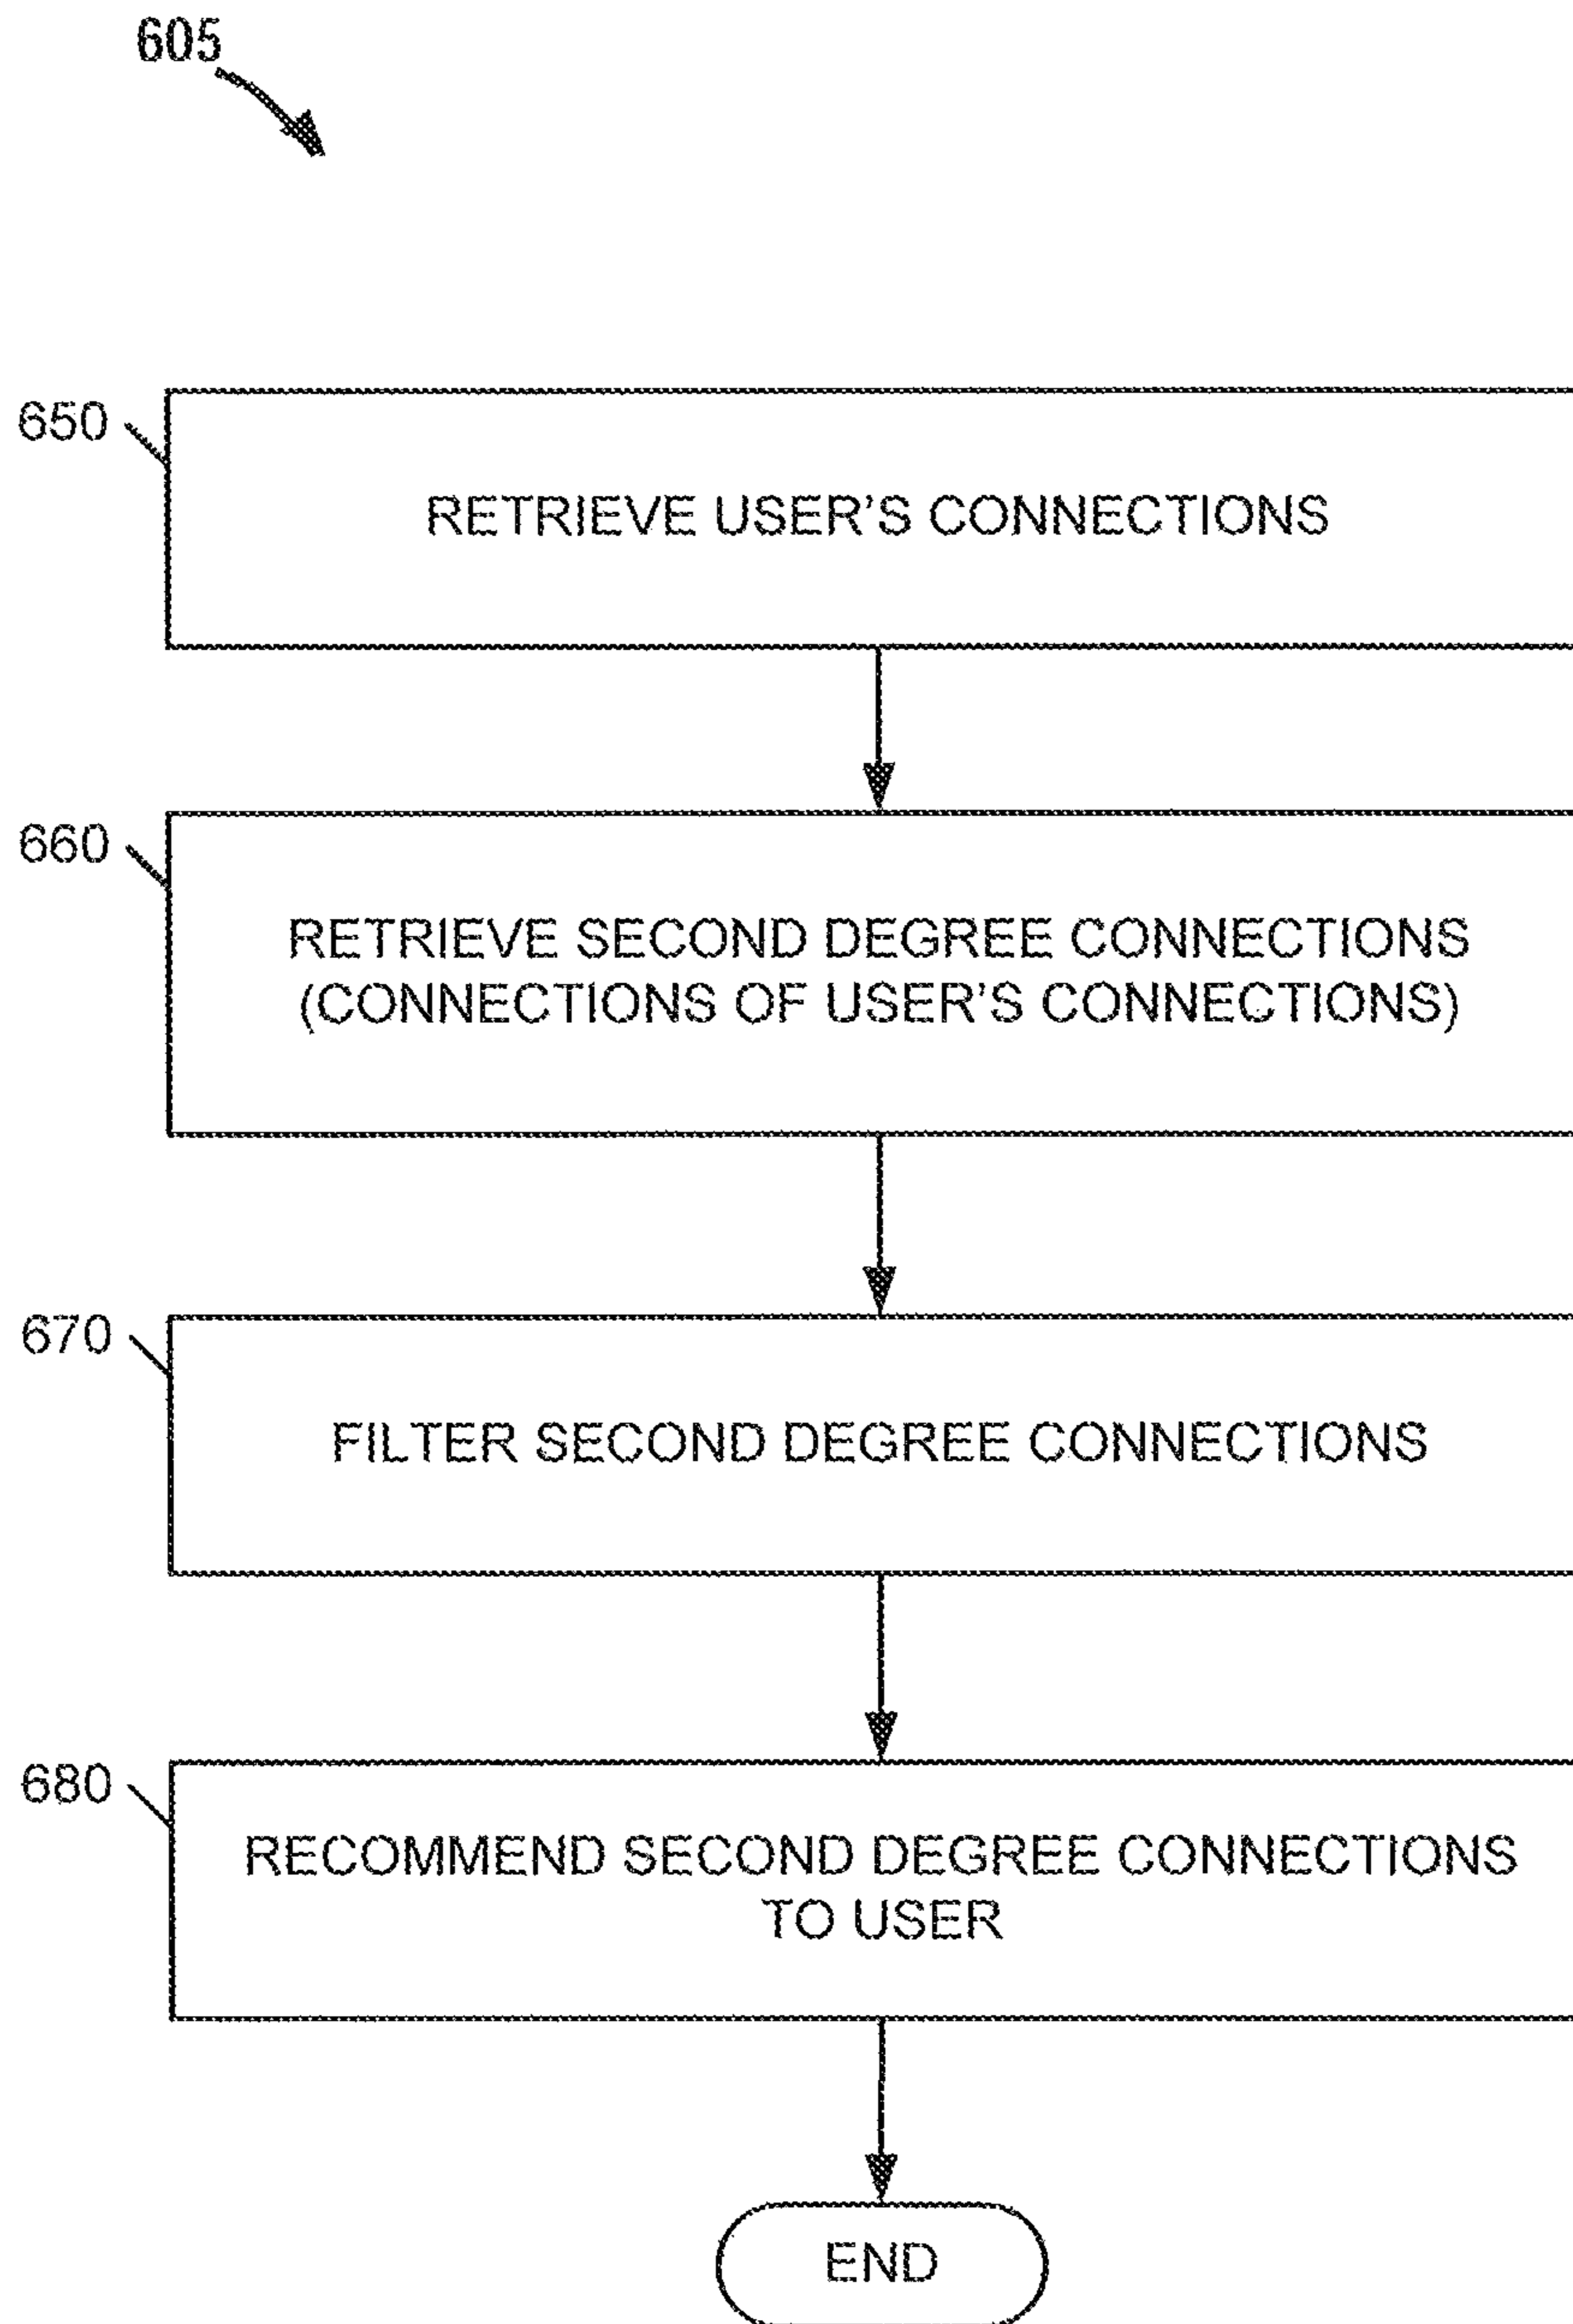 605
650
RETRIEVE USER'S CONNECTIONS
660
RETRIEVE SECOND DEGREE CONNECTIONS
(CONNECTIONS OF USER'S CONNECTIONS)
670
FILTER SECOND DEGREE CONNECTIONS
680
RECOMMEND SECOND DEGREE CONNECTIONS
TO USER
END